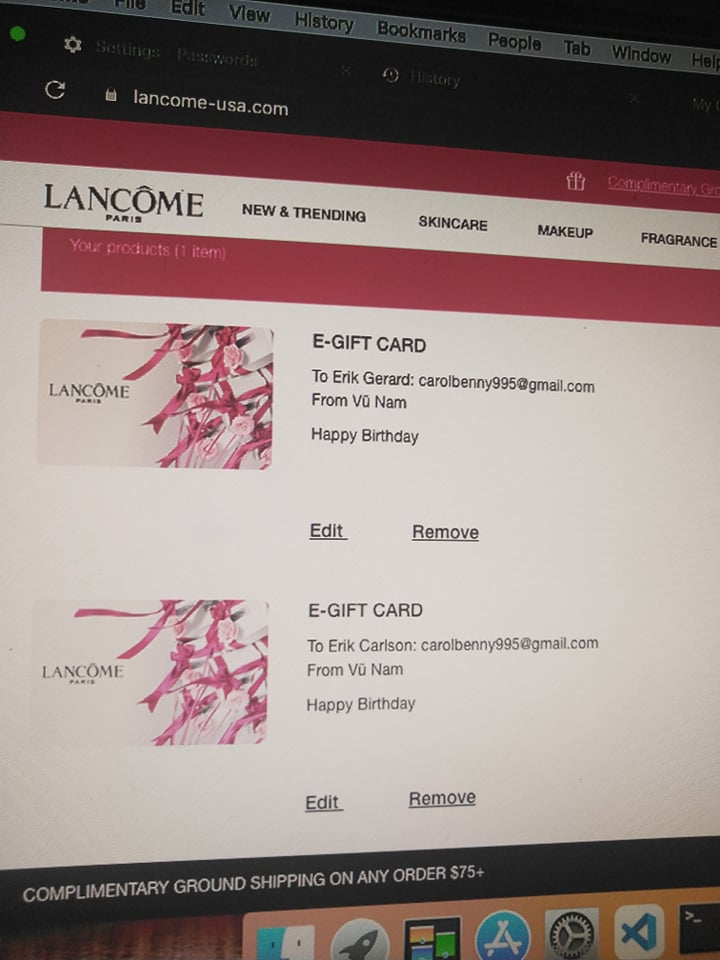 File Edit View History Bookmarks People Tab Window Help
Settings - Passwords
History
lancome-usa.com
LANCÔME
PARIS
NEW & TRENDING
SKINCARE
MAKEUP
FRAGRANCE
Complimentary
Your products (1 item)
LANCÔME
PARIS
E-GIFT CARD
To Erik Gerard: carolbenny995@gmail.com
From Vũ Nam
Happy Birthday
Edit
Remove
LANCÔME
PARIS
E-GIFT CARD
To Erik Carlson: carolbenny995@gmail.com
From Vũ Nam
Happy Birthday
Edit
Remove
COMPLIMENTARY GROUND SHIPPING ON ANY ORDER $75+